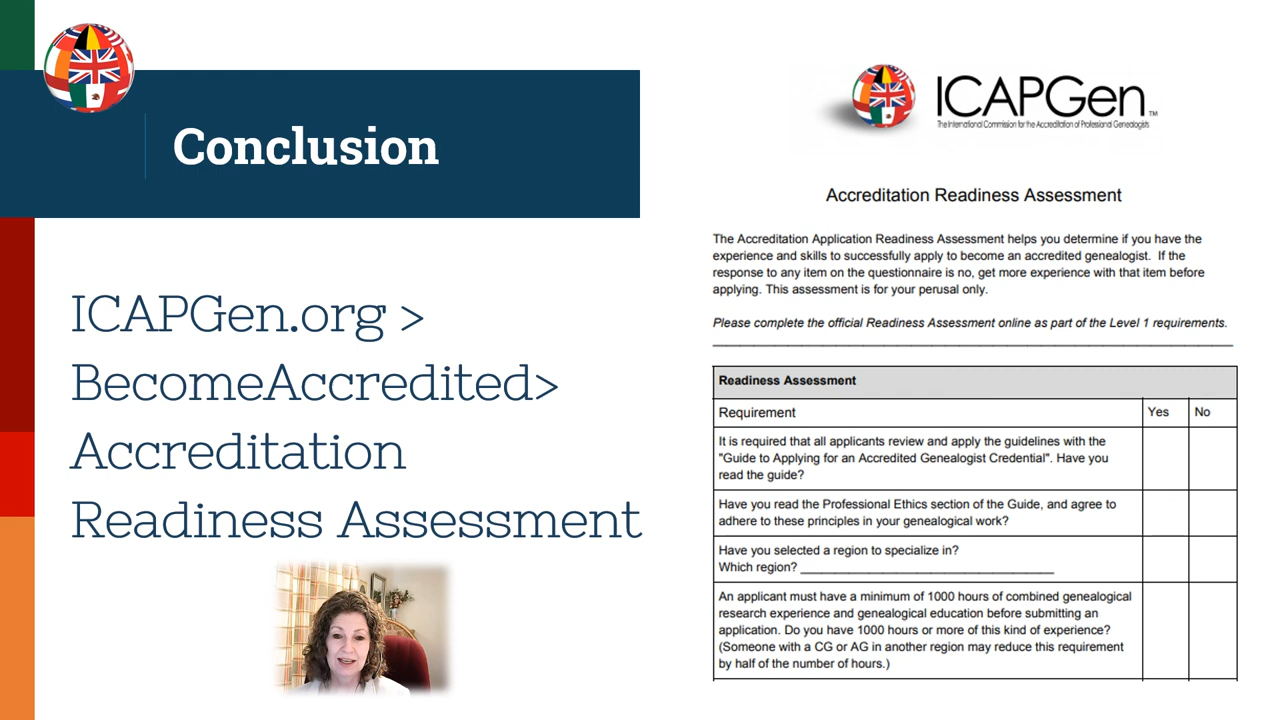 Conclusion
ICAPGen.org >
BecomeAccredited>
Accreditation
Readiness Assessment
ICAPGen™
The International Commission for the Accreditation of Professional Genealogists
Accreditation Readiness Assessment
The Accreditation Application Readiness Assessment helps you determine if you have the
experience and skills to successfully apply to become an accredited genealogist. If the
response to any item on the questionnaire is no, get more experience with that item before
applying. This assessment is for your perusal only.
Please complete the official Readiness Assessment online as part of the Level 1 requirements.
Readiness Assessment
Requirement Yes No
It is required that all applicants review and apply the guidelines with the
"Guide to Applying for an Accredited Genealogist Credential". Have you
read the guide?
Have you read the Professional Ethics section of the Guide, and agree to
adhere to these principles in your genealogical work?
Have you selected a region to specialize in?
Which region? ______________________________________
An applicant must have a minimum of 1000 hours of combined genealogical
research experience and genealogical education before submitting an
application. Do you have 1000 hours or more of this kind of experience?
(Someone with a CG or AG in another region may reduce this requirement
by half of the number of hours.)